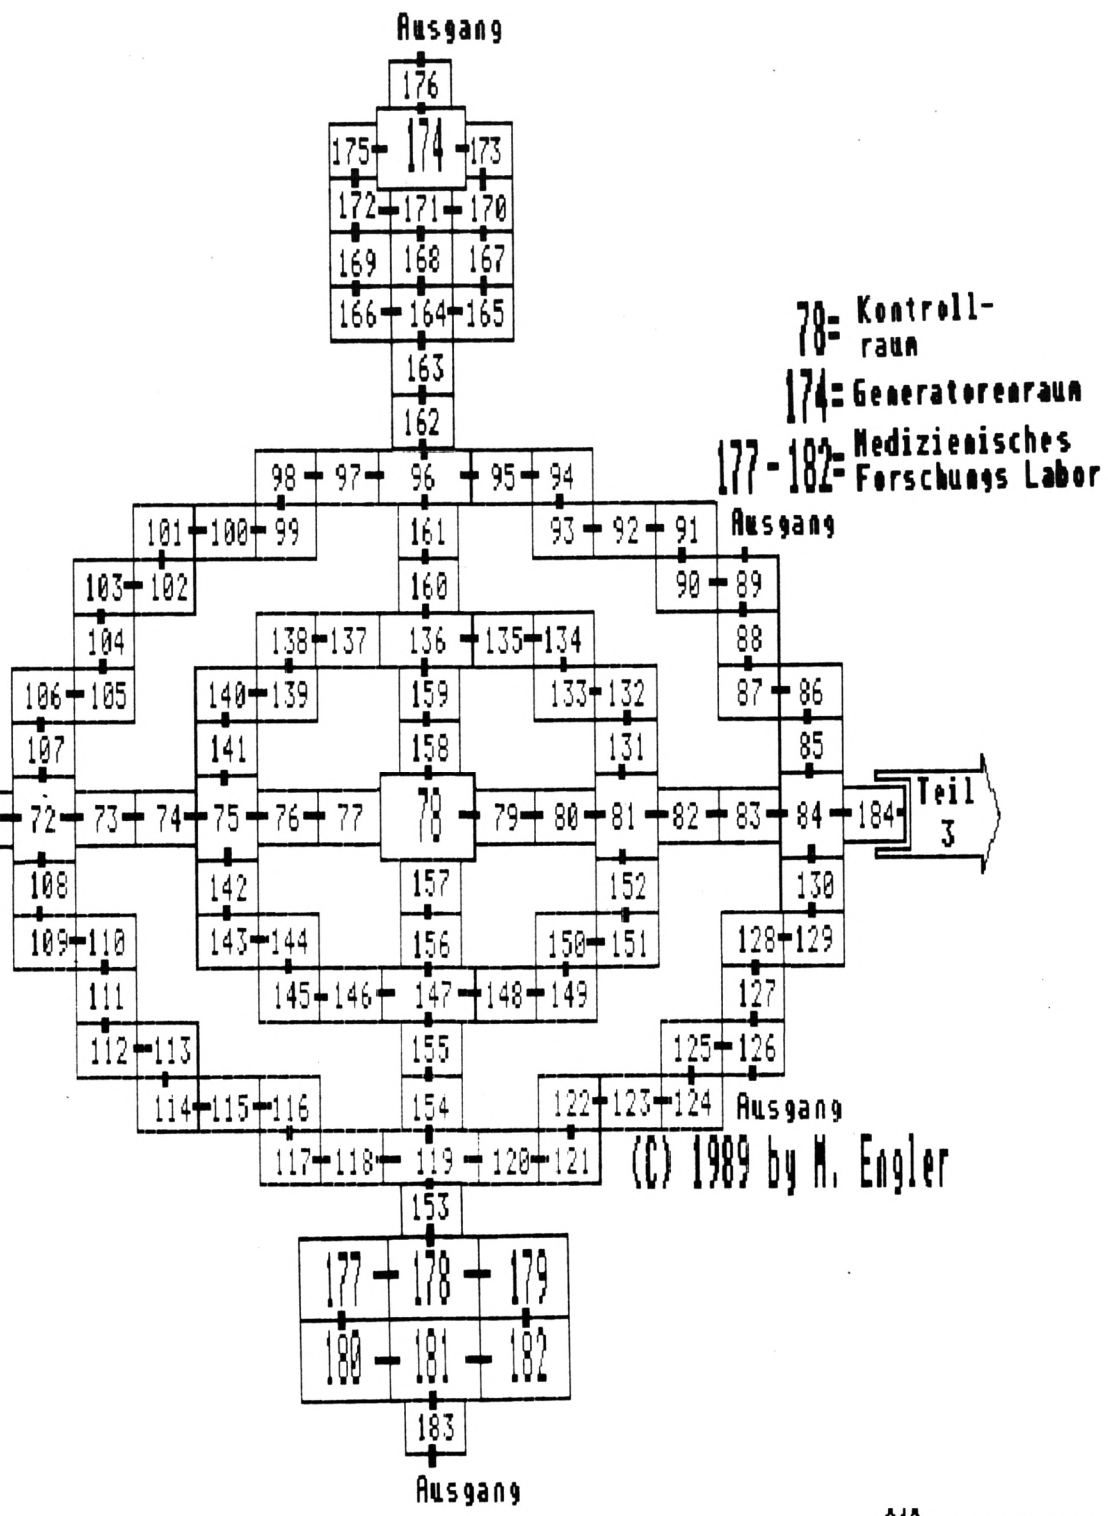 Ausgang
176
175 174 173
172 171 170
169 168 167
166 164 165
163
162
78= Kontroll-
raum
174= Generatorenraum
177-182= Medizienisches
Forschungs Labor
98 97 96 95 94
Ausgang
101 100 99 161 93 92 91
103 102 160 90 89
104 138 137 136 135 134 88
106 105 140 139 159 133 132 87 86
107 141 158 131 85
72 73 74 75 76 77 78 79 80 81 82 83 84 184
Teil
3
108 142 157 152 130
109 110 143 144 156 150 151 128 129
111 145 146 147 148 149 127
112 113 155 125 126
114 115 116 154 122 123 124
Ausgang
117 118 119 120 121
(C) 1989 by M. Engler
153
177 178 179
180 181 182
183
Ausgang